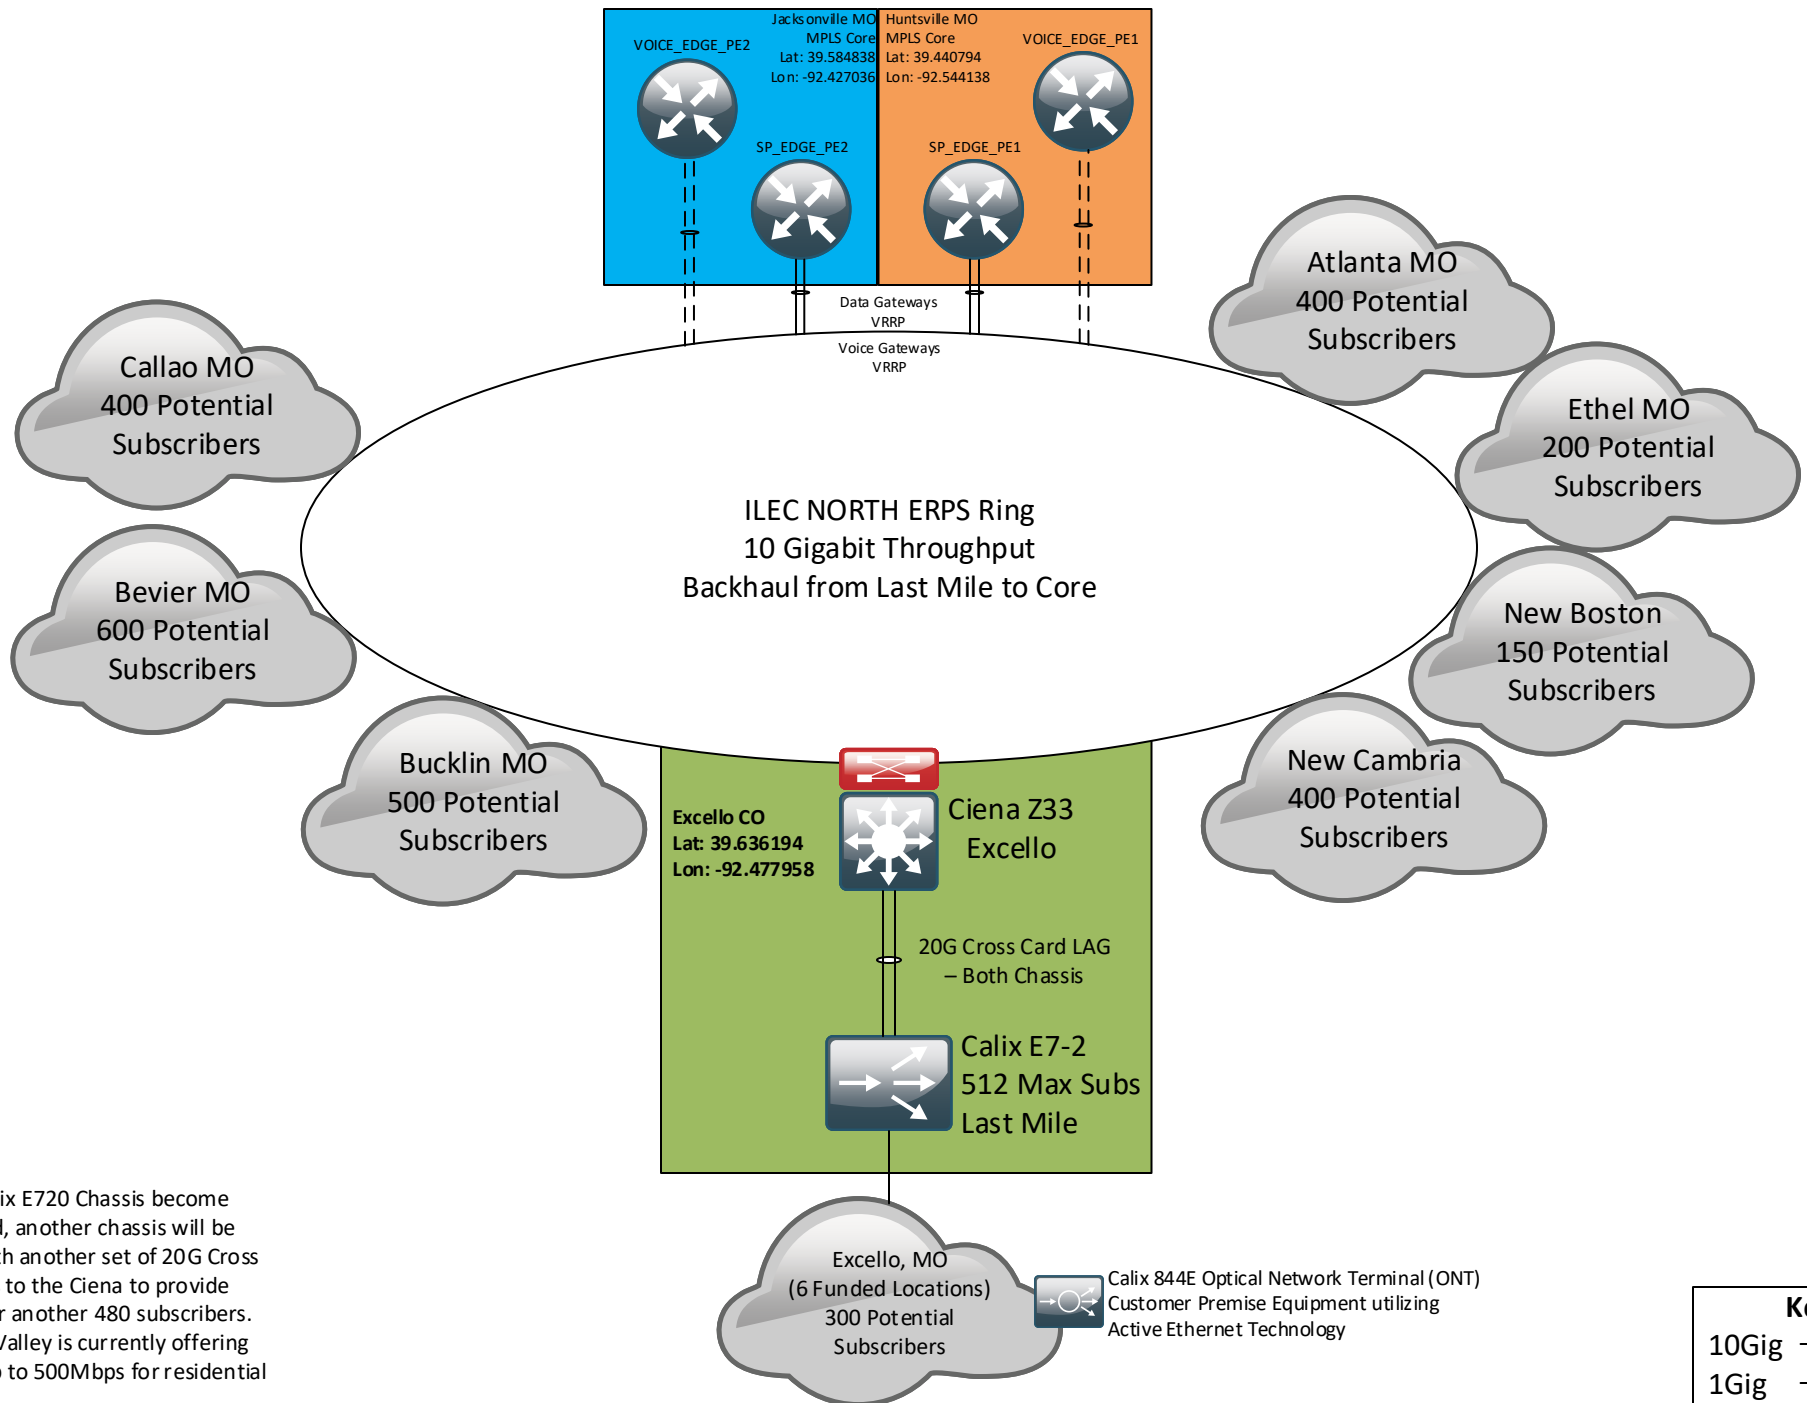 Jacksonville MO
MPLS Core
Lat: 39.584838
Lon: -92.427036
Huntsville MO
MPLS Core
Lat: 39.440794
Lon: -92.544138
VOICE_EDGE_PE2
VOICE_EDGE_PE1
SP_EDGE_PE2
SP_EDGE_PE1
Data Gateways
VRRP
Voice Gateways
VRRP
Atlanta MO
400 Potential
Subscribers
Callao MO
400 Potential
Subscribers
Ethel MO
200 Potential
Subscribers
ILEC NORTH ERPS Ring
10 Gigabit Throughput
Backhaul from Last Mile to Core
Bevier MO
600 Potential
Subscribers
New Boston
150 Potential
Subscribers
Bucklin MO
500 Potential
Subscribers
New Cambria
400 Potential
Subscribers
Excello CO
Lat: 39.636194
Lon: -92.477958
Ciena Z33
Excello
20G Cross Card LAG
– Both Chassis
Calix E7-2
512 Max Subs
Last Mile
E720 Chassis become
another chassis will be
another set of 20G Cross
to the Ciena to provide
another 480 subscribers.
Valley is currently offering
to 500Mbps for residential
Excello, MO
(6 Funded Locations)
300 Potential
Subscribers
Calix 844E Optical Network Terminal (ONT)
Customer Premise Equipment utilizing
Active Ethernet Technology
10Gig
1Gig